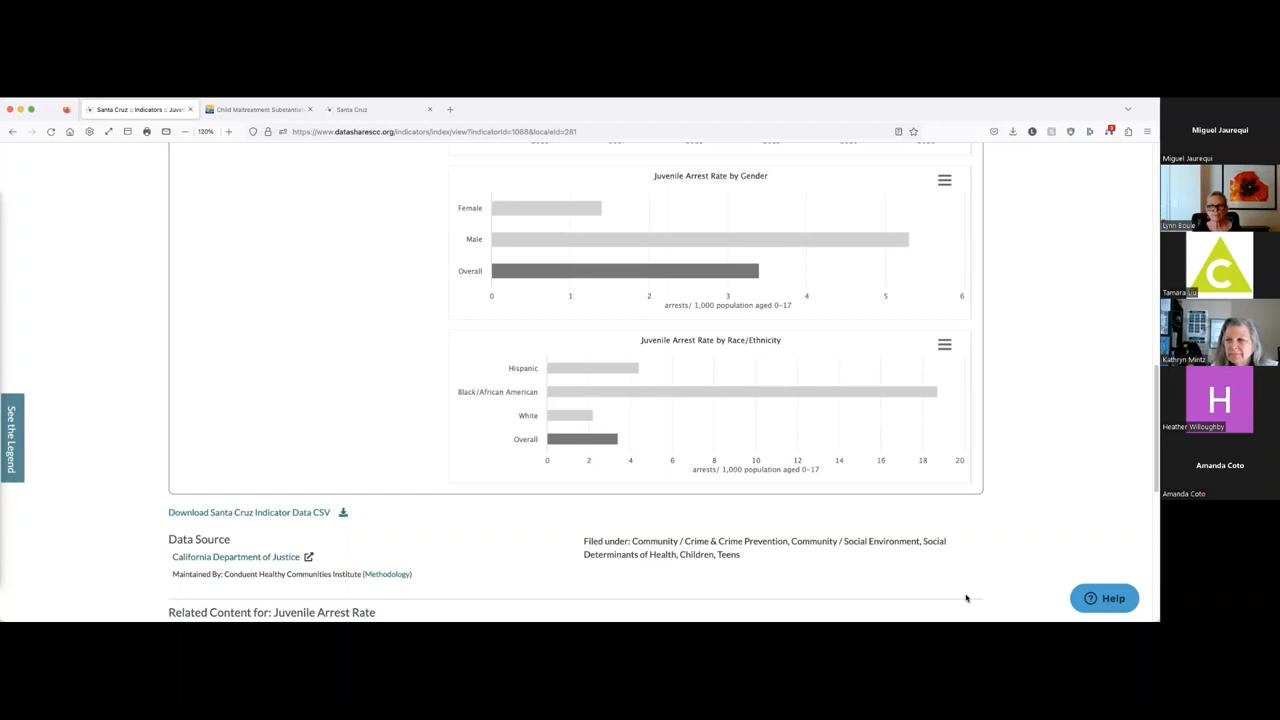 Santa Cruz :: Indicators :: Juven
Child Maltreatment Substantiati
Santa Cruz
120%
https://www.datasharescc.org/indicators/index/view?indicatorId=1088&localeId=281
Juvenile Arrest Rate by Gender
Female
Male
Overall
0 1 2 3 4 5 6
arrests/ 1,000 population aged 0-17
Juvenile Arrest Rate by Race/Ethnicity
Hispanic
Black/African American
White
Overall
0 2 4 6 8 10 12 14 16 18 20
arrests/ 1,000 population aged 0-17
See the Legend
Download Santa Cruz Indicator Data CSV
Data Source
California Department of Justice
Maintained By: Conduent Healthy Communities Institute (Methodology)
Filed under: Community / Crime & Crime Prevention, Community / Social Environment, Social
Determinants of Health, Children, Teens
Related Content for: Juvenile Arrest Rate
Help
Miguel Jaurequi
Miguel Jaurequi
Lynn Boule
C
Tamara Liu
Kathryn Mintz
H
Heather Willoughby
Amanda Coto
Amanda Coto